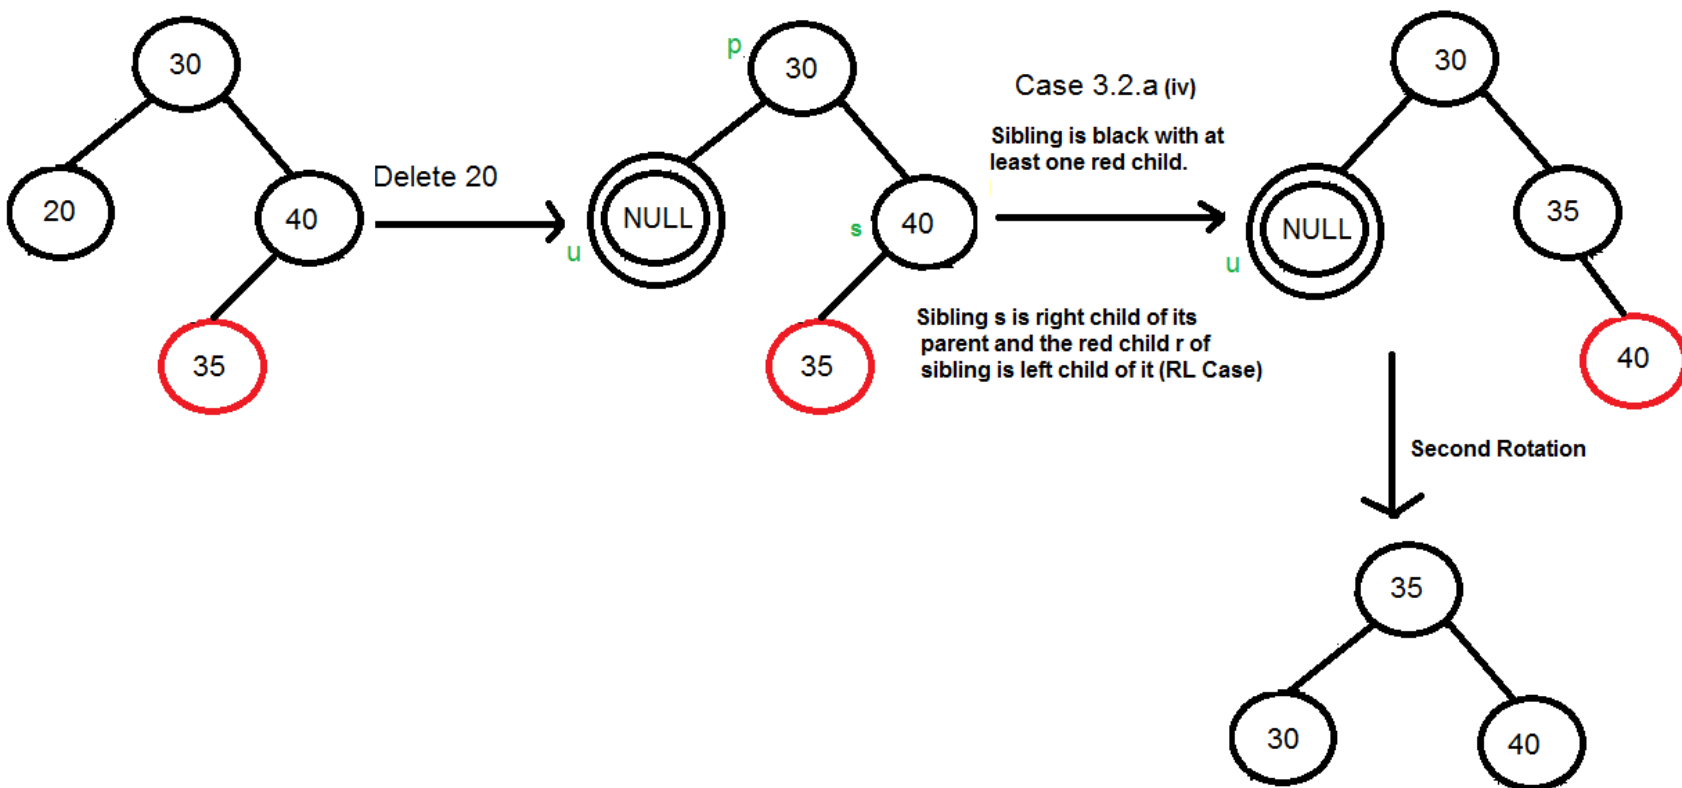 30
20
40
35
Delete 20
p
30
NULL
u
s
40
35
Case 3.2.a (iv)
Sibling is black with at
least one red child.
Sibling s is right child of its
parent and the red child r of
sibling is left child of it (RL Case)
30
NULL
u
35
40
Second Rotation
35
30
40